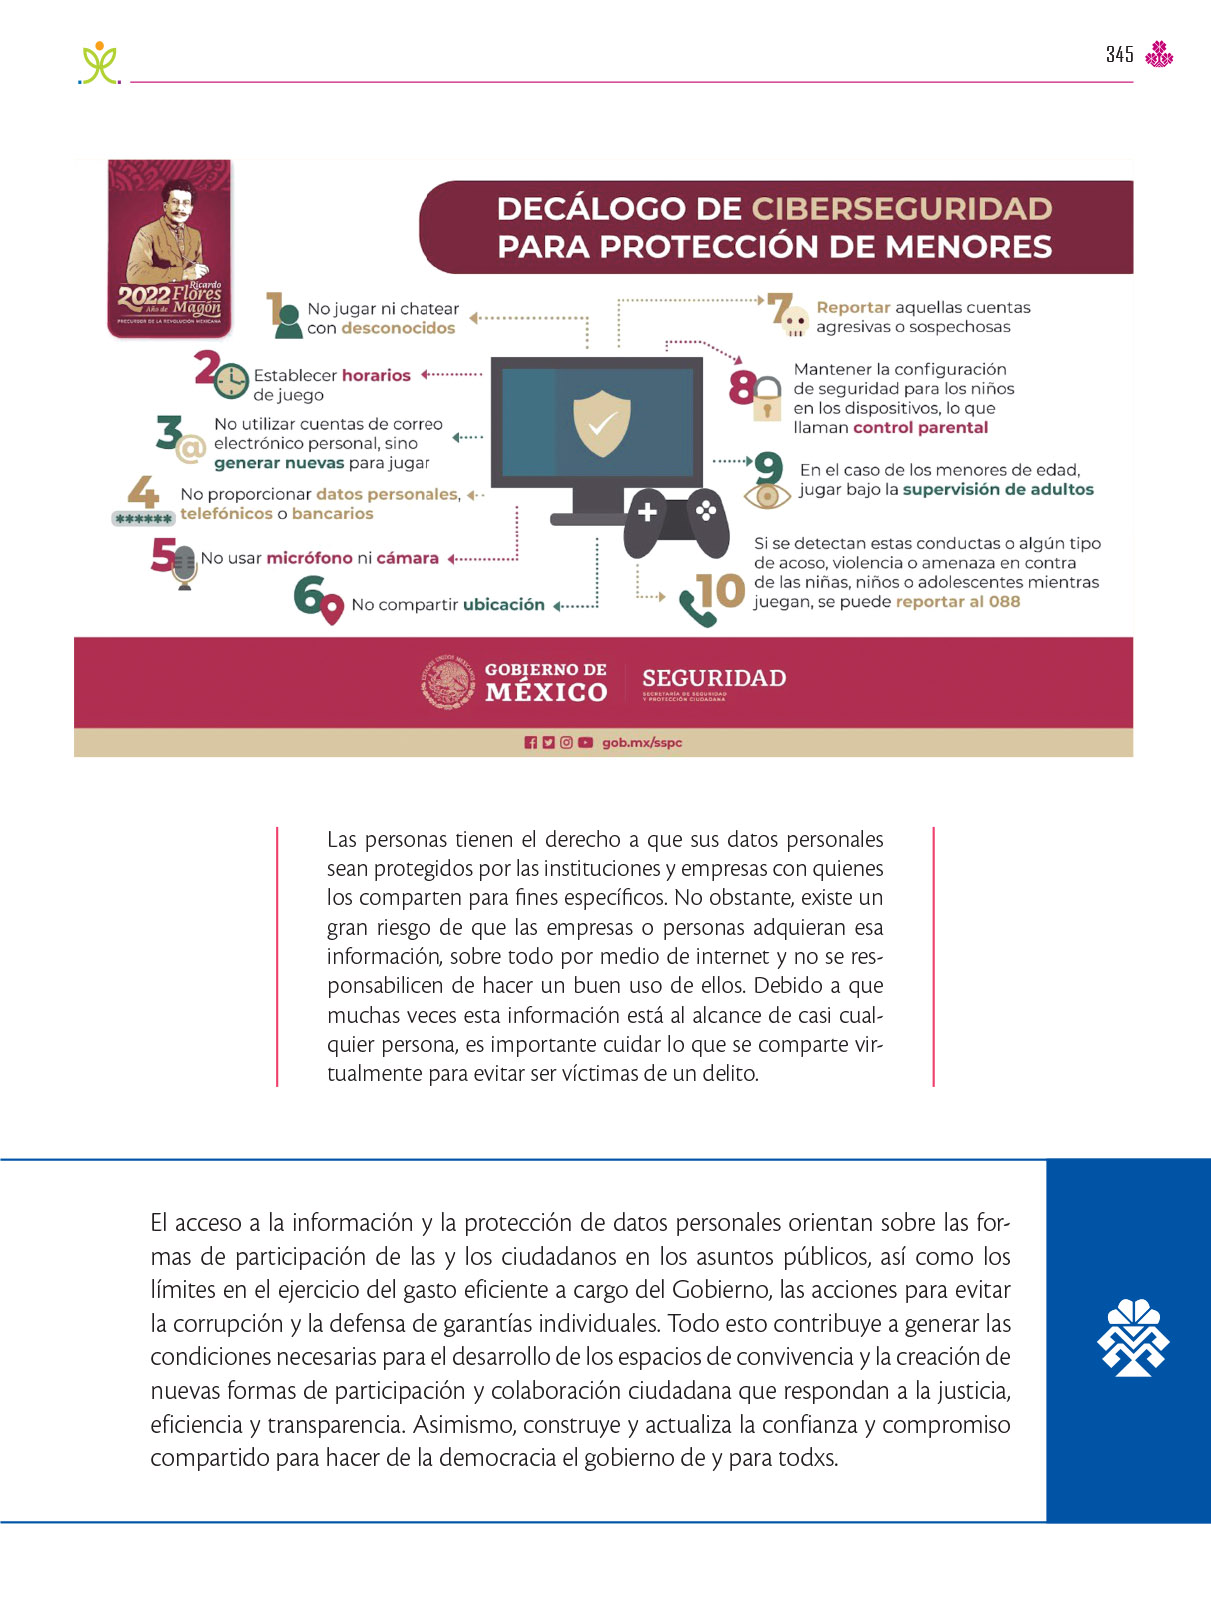 345
Ricardo
2022 Flores
Año de Magón
PRECURSOR DE LA REVOLUCIÓN MEXICANA
DECÁLOGO DE CIBERSEGURIDAD
PARA PROTECCIÓN DE MENORES
1 No jugar ni chatear
con desconocidos
2 Establecer horarios
de juego
3 No utilizar cuentas de correo
electrónico personal, sino
generar nuevas para jugar
@
4 No proporcionar datos personales,
telefónicos o bancarios
******
5 No usar micrófono ni cámara
6 No compartir ubicación
7 Reportar aquellas cuentas
agresivas o sospechosas
8 Mantener la configuración
de seguridad para los niños
en los dispositivos, lo que
llaman control parental
9 En el caso de los menores de edad,
jugar bajo la supervisión de adultos
10 Si se detectan estas conductas o algún tipo
de acoso, violencia o amenaza en contra
de las niñas, niños o adolescentes mientras
juegan, se puede reportar al 088
ESTADOS UNIDOS MEXICANOS
GOBIERNO DE
MÉXICO
SEGURIDAD
SECRETARÍA DE SEGURIDAD
Y PROTECCIÓN CIUDADANA
gob.mx/sspc
Las personas tienen el derecho a que sus datos personales
sean protegidos por las instituciones y empresas con quienes
los comparten para fines específicos. No obstante, existe un
gran riesgo de que las empresas o personas adquieran esa
información, sobre todo por medio de internet y no se res-
ponsabilicen de hacer un buen uso de ellos. Debido a que
muchas veces esta información está al alcance de casi cual-
quier persona, es importante cuidar lo que se comparte vir-
tualmente para evitar ser víctimas de un delito.
El acceso a la información y la protección de datos personales orientan sobre las for-
mas de participación de las y los ciudadanos en los asuntos públicos, así como los
límites en el ejercicio del gasto eficiente a cargo del Gobierno, las acciones para evitar
la corrupción y la defensa de garantías individuales. Todo esto contribuye a generar las
condiciones necesarias para el desarrollo de los espacios de convivencia y la creación de
nuevas formas de participación y colaboración ciudadana que respondan a la justicia,
eficiencia y transparencia. Asimismo, construye y actualiza la confianza y compromiso
compartido para hacer de la democracia el gobierno de y para todxs.